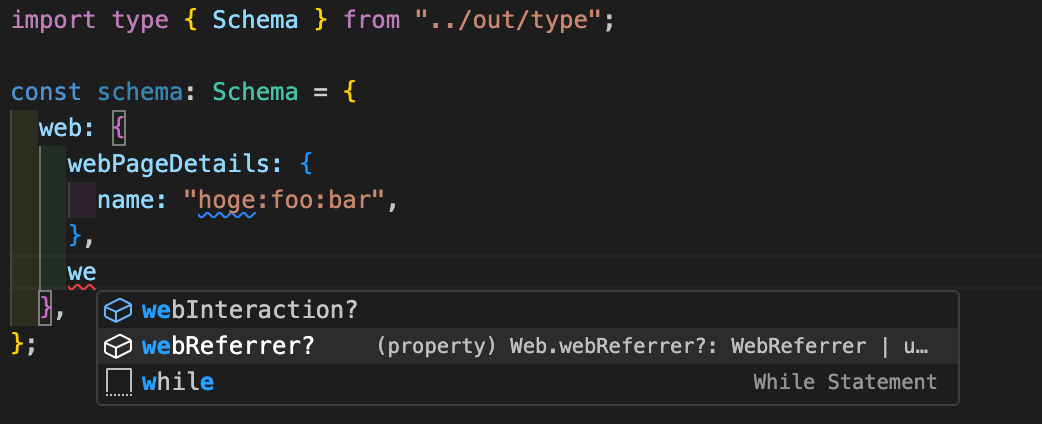 import type { Schema } from "../out/type";
const schema: Schema = {
web: {
webPageDetails: {
name: "hoge:foo:bar",
},
we
},
};
webInteraction?
webReferrer? (property) Web.webReferrer?: WebReferrer | u…
while While Statement